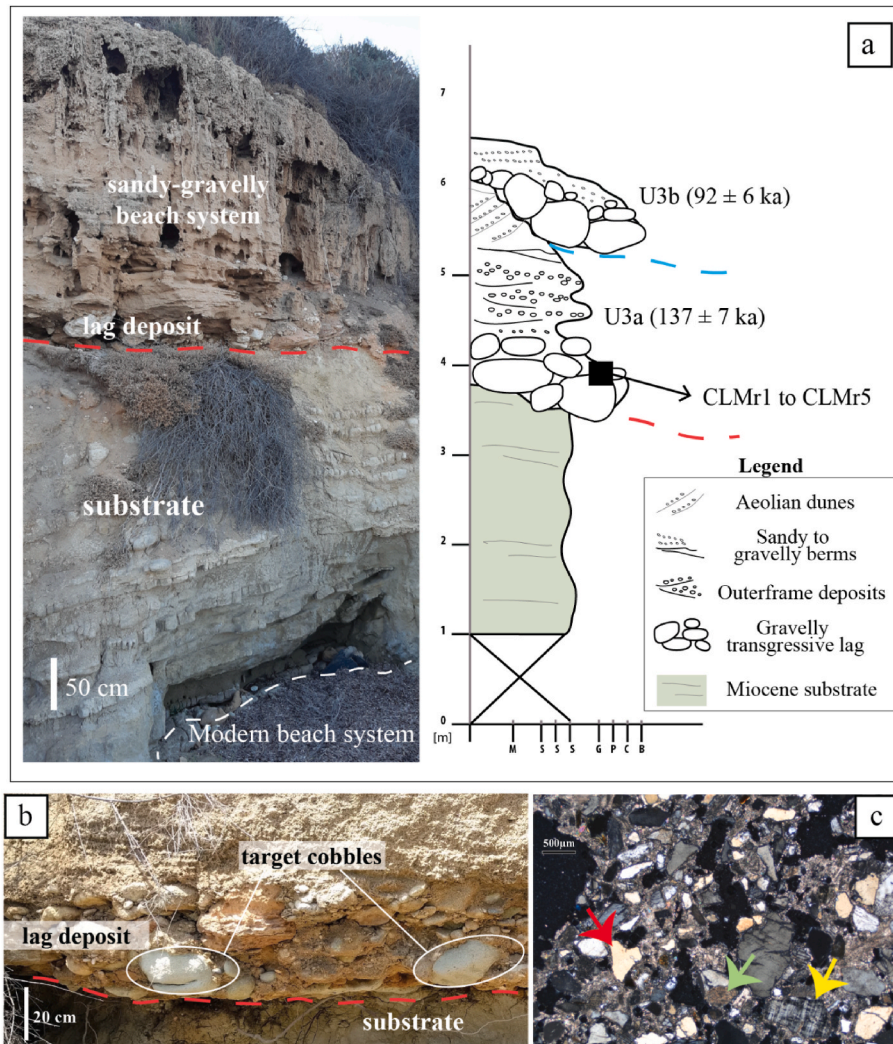 a
sandy-gravelly
beach system
lag deposit
substrate
50 cm
Modern beach system
7
6
5
4
3
2
1
0
[m]
M S S S G P C B
U3b (92 ± 6 ka)
U3a (137 ± 7 ka)
CLMr1 to CLMr5
Legend
Aeolian dunes
Sandy to
gravelly berms
Outerframe deposits
Gravelly
transgressive lag
Miocene substrate
b
target cobbles
lag deposit
20 cm
substrate
c
500µm